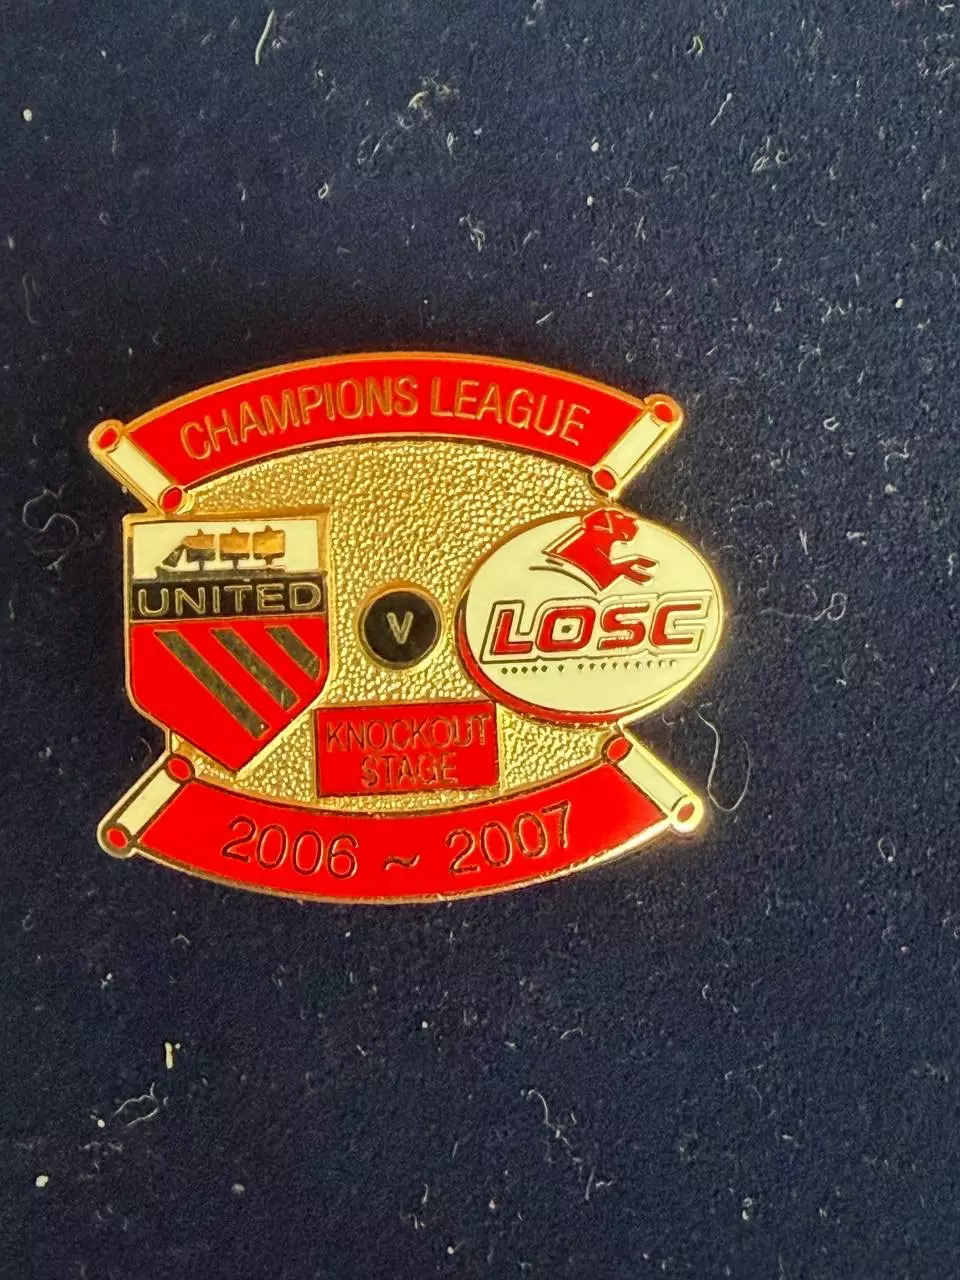 CHAMPIONS LEAGUE
UNITED
V
LOSC
KNOCKOUT
STAGE
2006 ~ 2007